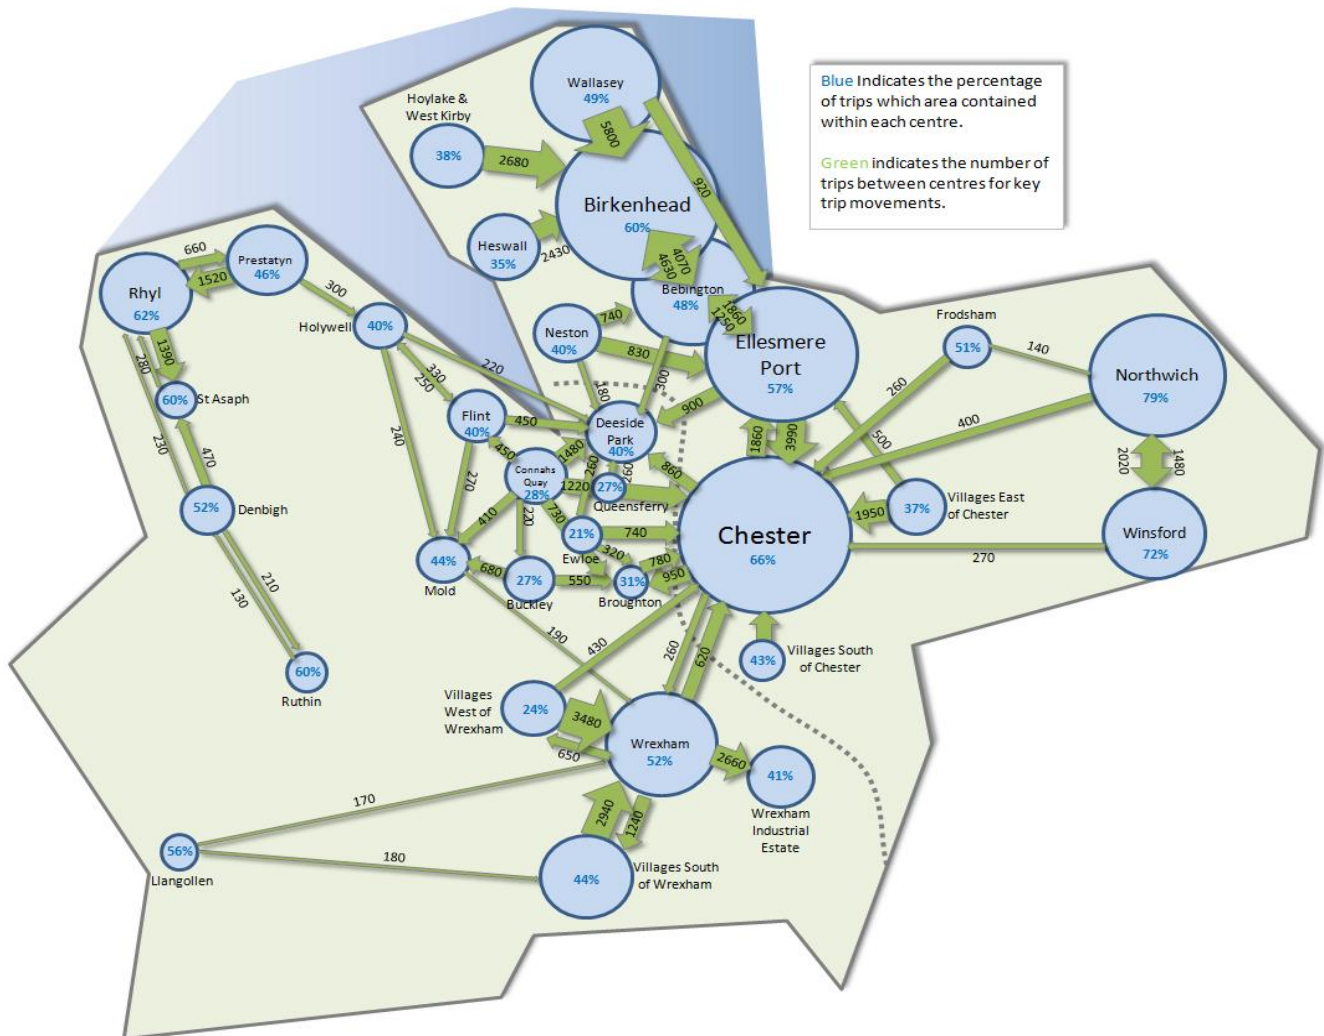 Blue Indicates the percentage
of trips which area contained
within each centre.
Green indicates the number of
trips between centres for key
trip movements.
Wallasey
49%
Hoylake &
West Kirby
38%
2680
5800
920
Birkenhead
60%
Heswall
35%
2430
4070
4630
Bebington
48%
660
Prestatyn
46%
1520
Rhyl
62%
300
Holywell
40%
Neston
40%
740
830
1860
1250
Ellesmere
Port
57%
Frodsham
51%
140
Northwich
79%
1390
280
330
250
220
180
300
900
260
400
60%
St Asaph
Flint
40%
450
Deeside
Park
40%
1860
3990
500
240
230
470
450
1480
260
260
860
2020
1480
270
Connahs
Quay
28%
1220
27%
Queensferry
Chester
66%
37%
Villages East
of Chester
1950
52%
Denbigh
410
220
730
21%
Ewloe
740
Winsford
72%
270
44%
Mold
680
27%
Buckley
550
320
31%
Broughton
780
950
210
130
190
430
260
620
43%
Villages South
of Chester
60%
Ruthin
Villages
West of
Wrexham
24%
3480
650
Wrexham
52%
2660
41%
Wrexham
Industrial
Estate
170
2940
1240
56%
Llangollen
180
44%
Villages South
of Wrexham